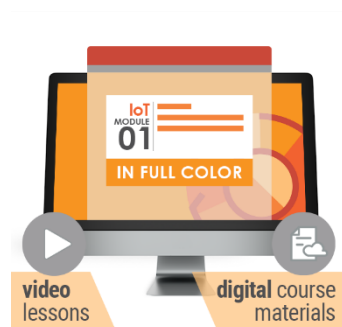 IoT
MODULE
01
IN FULL COLOR
video
lessons
digital course
materials